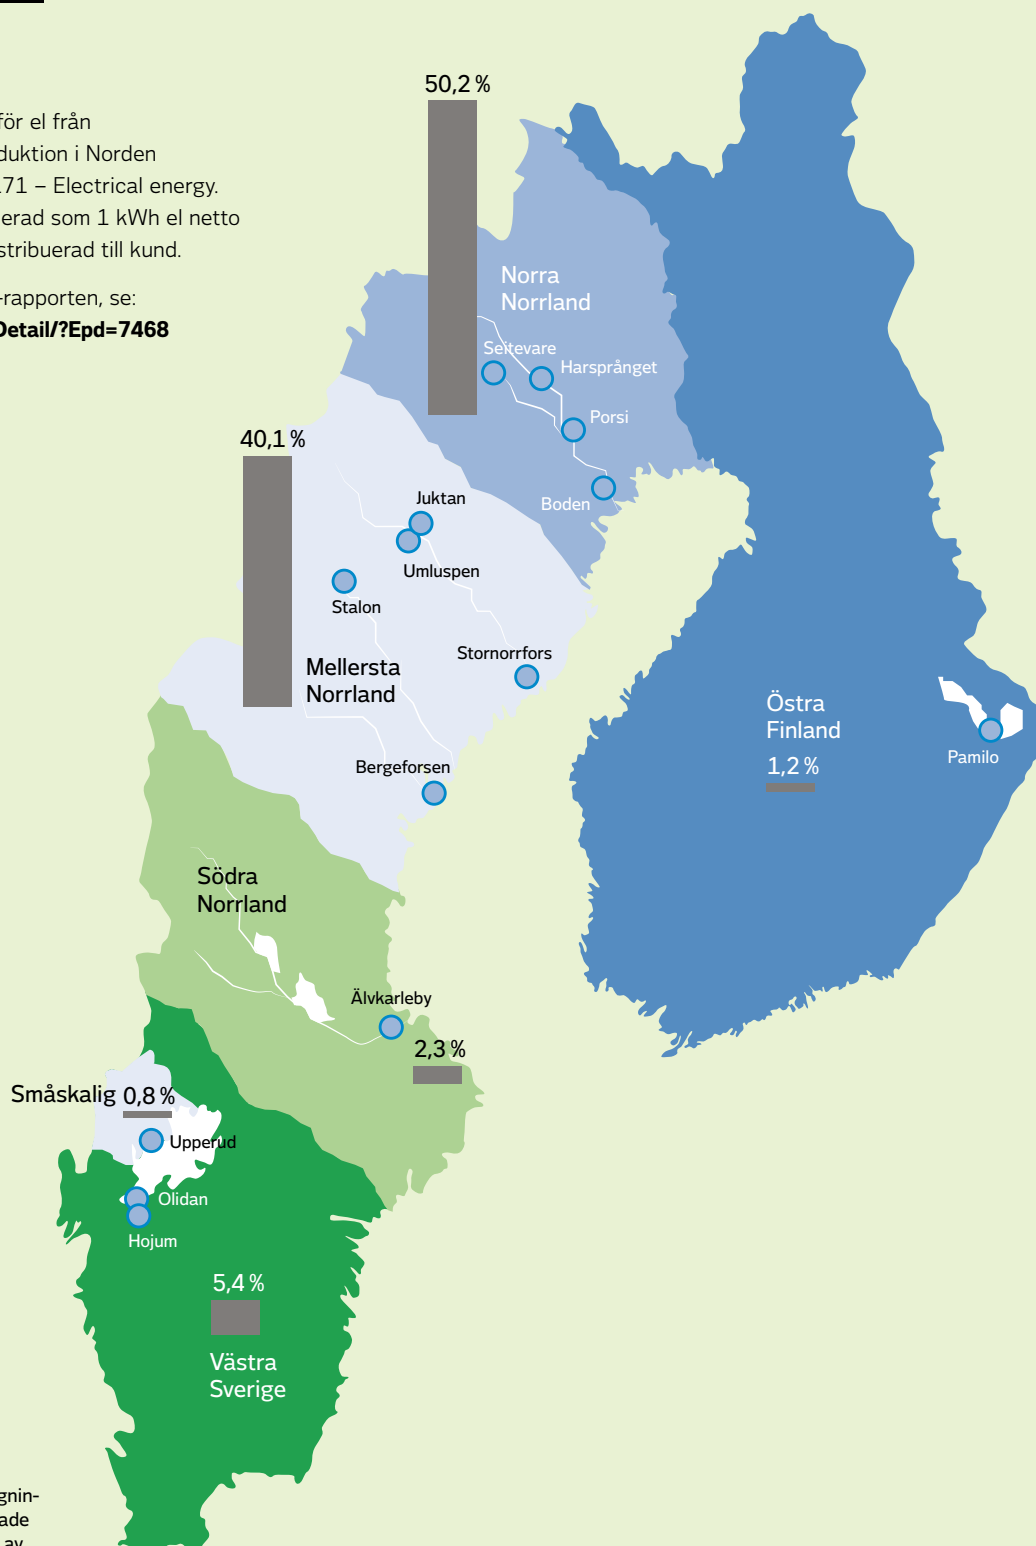 för el från
duktion i Norden
171 – Electrical energy.
erad som 1 kWh el netto
stribuerad till kund.
-rapporten, se:
Detail/?Epd=7468
50,2 %
Norra
Norrland
Seitevare
Harsprånget
Porsi
Boden
40,1 %
Juktan
Umluspen
Stalon
Stornorrfors
Mellersta
Norrland
Bergeforsen
Östra
Finland
1,2 %
Pamilo
Södra
Norrland
Älvkarleby
2,3 %
Småskalig 0,8 %
Upperud
Olidan
Hojum
5,4 %
Västra
Sverige
gnin-
ade
av